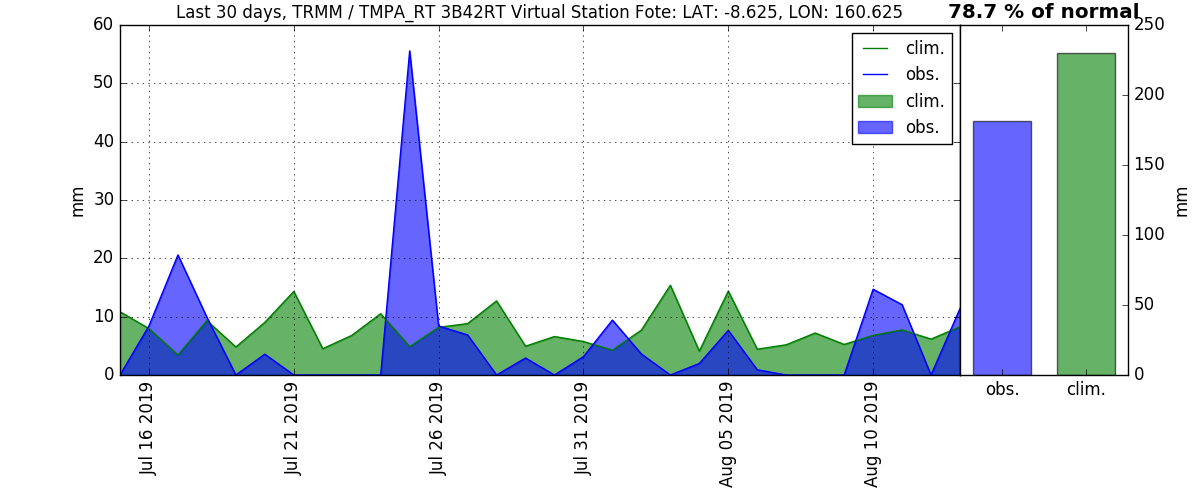 Last 30 days, TRMM / TMPA_RT 3B42RT Virtual Station Fote: LAT: -8.625, LON: 160.625
78.7 % of normal
60
50
40
30
20
10
0
mm
clim.
obs.
clim.
obs.
Jul 16 2019
Jul 21 2019
Jul 26 2019
Jul 31 2019
Aug 05 2019
Aug 10 2019
250
200
150
100
50
0
mm
obs.
clim.